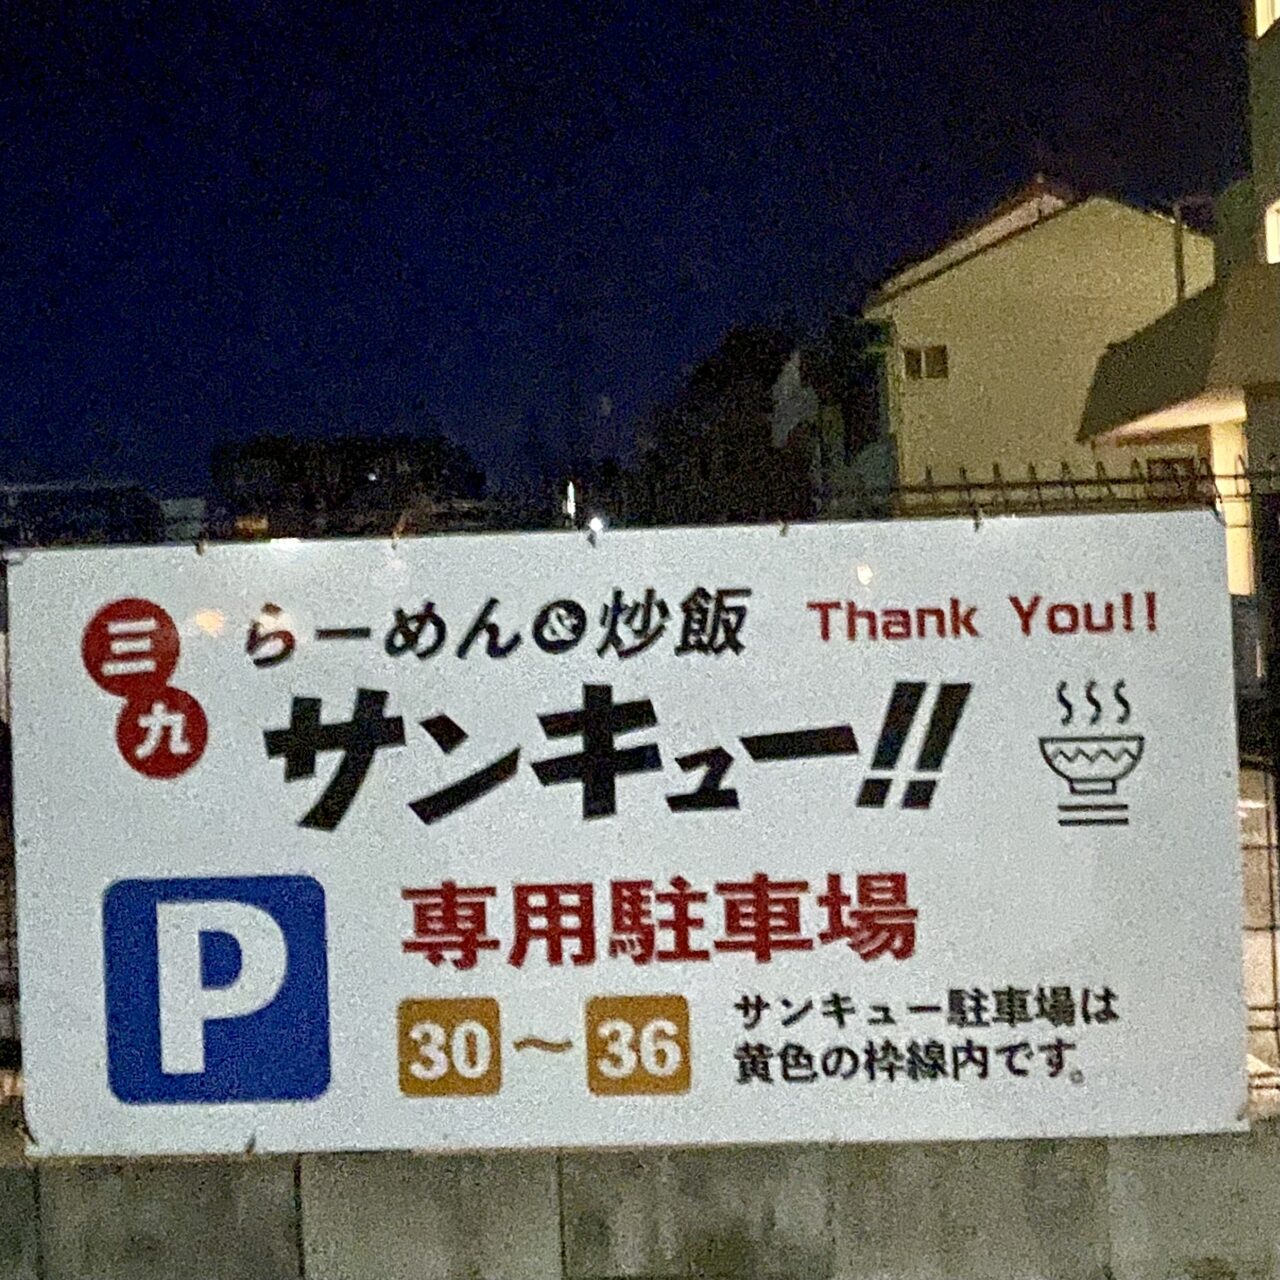 三九
らーめん&炒飯 Thank You!!
サンキュー!!
P
専用駐車場
30～36
サンキュー駐車場は
黄色の枠線内です。